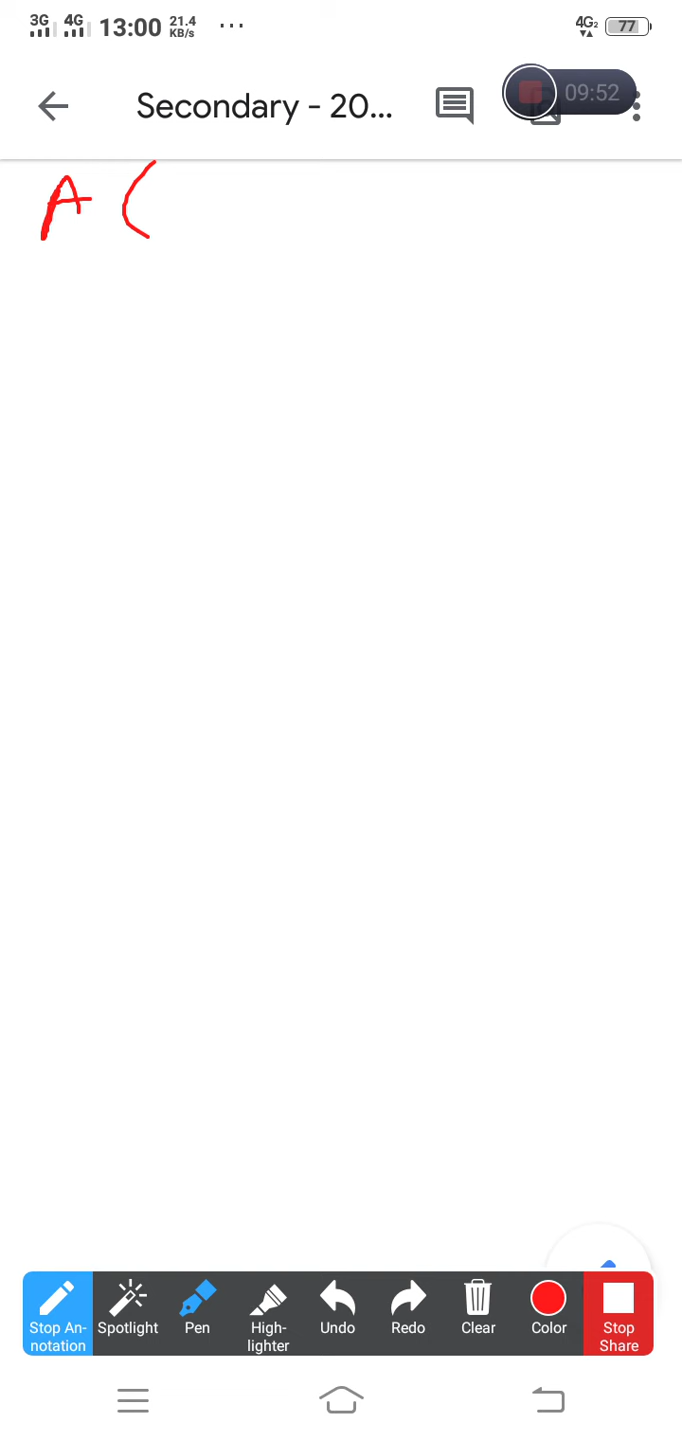 3G 4G 13:00 21.4 KB/s ... 4G2 77
Secondary - 20... 09:52
A (
Stop An-
notation Spotlight Pen High-
lighter Undo Redo Clear Color Stop
Share